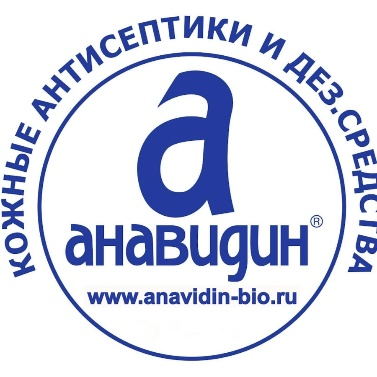 КОЖНЫЕ АНТИСЕПТИКИ И ДЕЗ.СРЕДСТВА
а
анавидин®
www.anavidin-bio.ru